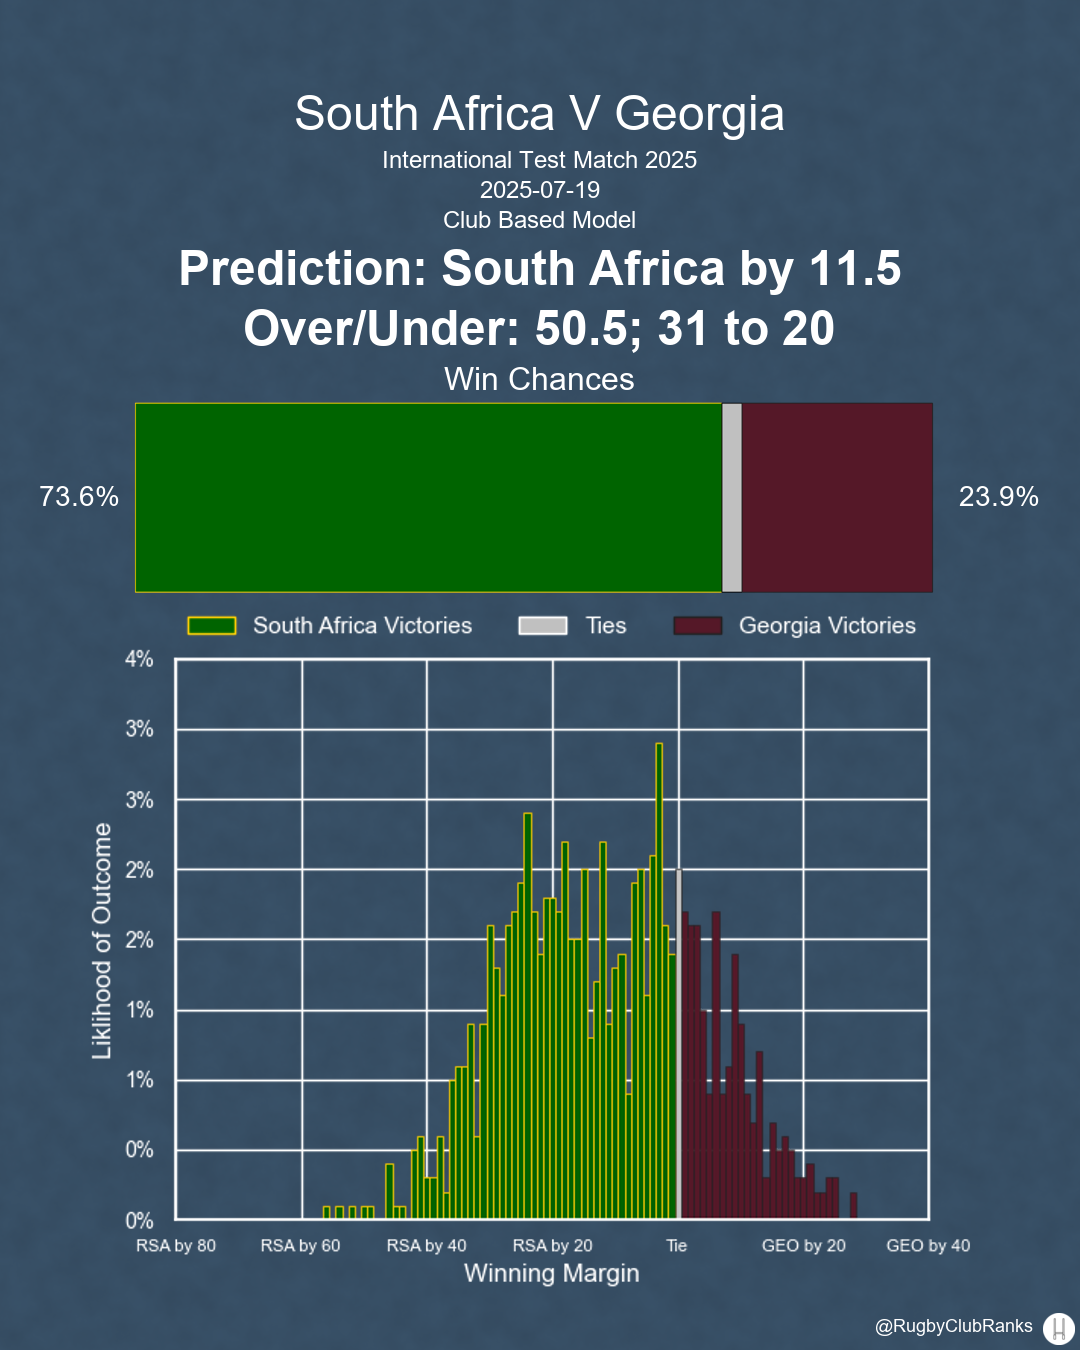 South Africa V Georgia
International Test Match 2025
2025-07-19
Club Based Model
Prediction: South Africa by 11.5
Over/Under: 50.5; 31 to 20
Win Chances
73.6%
23.9%
South Africa Victories
Ties
Georgia Victories
4%
3%
3%
2%
2%
1%
1%
0%
0%
Liklihood of Outcome
RSA by 80
RSA by 60
RSA by 40
RSA by 20
Tie
GEO by 20
GEO by 40
Winning Margin
@RugbyClubRanks